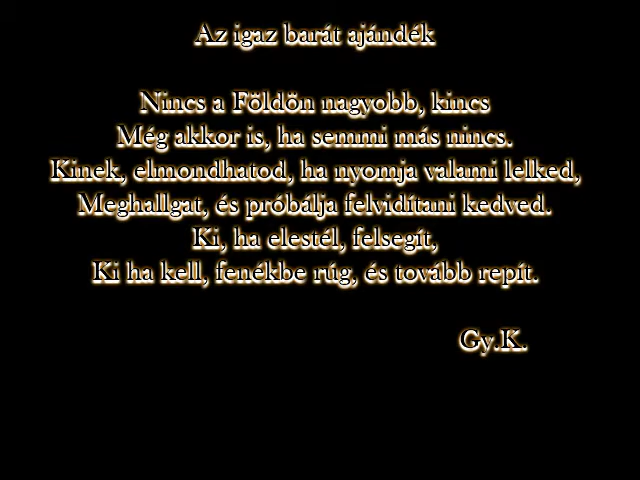 Az igaz barát ajándék
Nincs a Földön nagyobb, kincs
Még akkor is, ha semmi más nincs.
Kinek, elmondhatod, ha nyomja valami lelked,
Meghallgat, és próbálja felvidítani kedved.
Ki, ha elestél, felsegít,
Ki ha kell, fenékbe rúg, és tovább repít.
Gy.K.